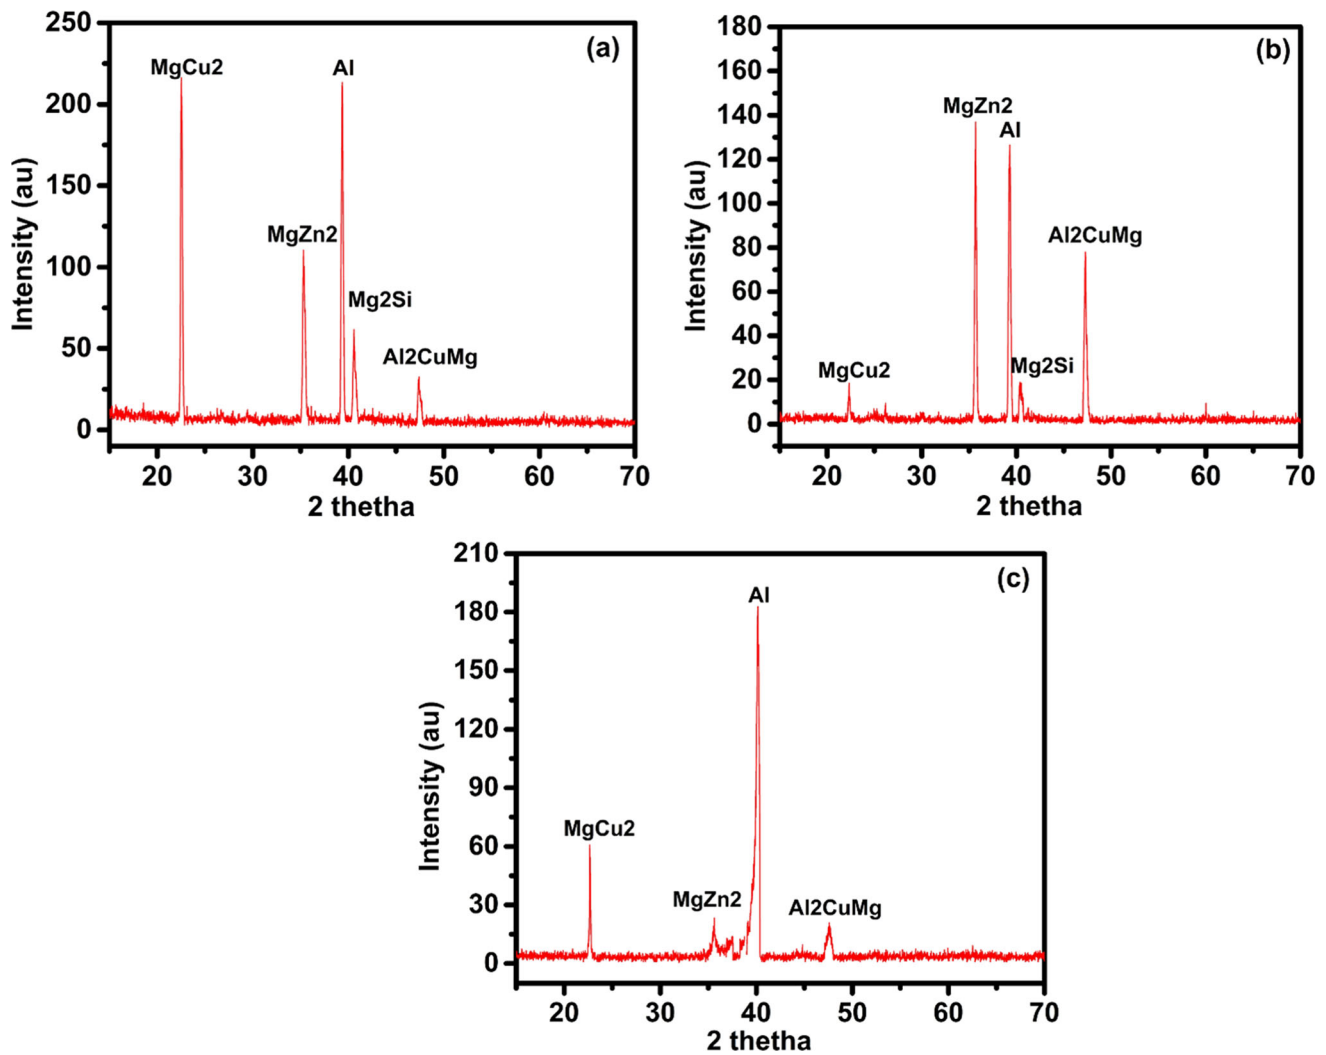 (a)
250
200
150
100
50
0
Intensity (au)
MgCu2
Al
MgZn2
Mg2Si
Al2CuMg
20 30 40 50 60 70
2 thetha
(b)
180
160
140
120
100
80
60
40
20
0
Intensity (au)
MgZn2
Al
Al2CuMg
MgCu2
Mg2Si
20 30 40 50 60 70
2 thetha
(c)
210
180
150
120
90
60
30
0
Intensity (au)
Al
MgCu2
MgZn2
Al2CuMg
20 30 40 50 60 70
2 thetha